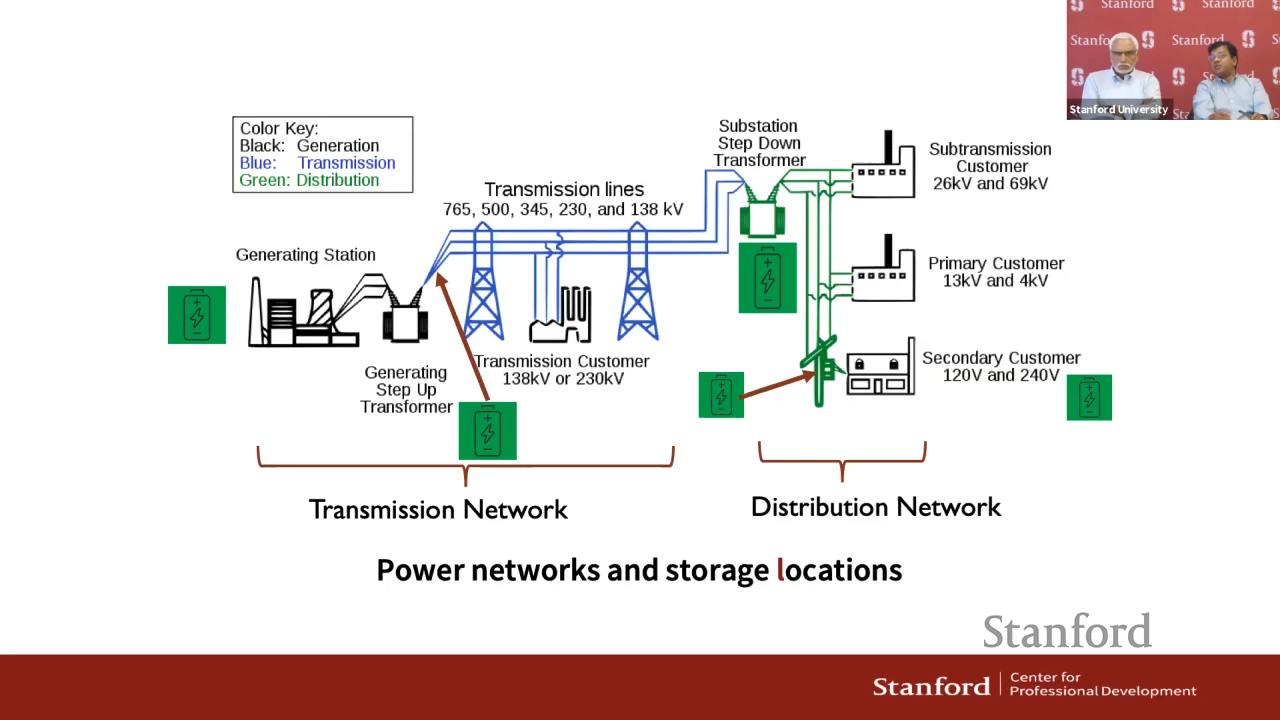 Stanford
Stanford
Stanford
Stanford
Stanford
Stanford University
Color Key:
Black: Generation
Blue: Transmission
Green: Distribution
Substation
Step Down
Transformer
Subtransmission
Customer
26kV and 69kV
Transmission lines
765, 500, 345, 230, and 138 kV
Generating Station
Primary Customer
13kV and 4kV
Transmission Customer
138kV or 230kV
Generating
Step Up
Transformer
Secondary Customer
120V and 240V
Transmission Network
Distribution Network
Power networks and storage locations
Stanford
Stanford
Center for
Professional Development